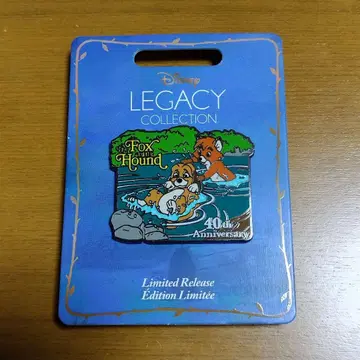 Disney
LEGACY
COLLECTION
The
Fox
and the
Hound
40th
Anniversary
Limited Release
Édition Limitée